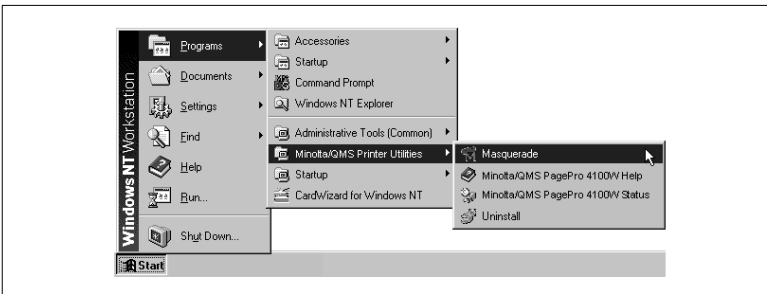 Windows NT Workstation
Programs
Documents
Settings
Find
Help
Run...
Shut Down...
Start
Accessories
Startup
Command Prompt
Windows NT Explorer
Administrative Tools (Common)
Minolta/QMS Printer Utilities
Startup
CardWizard for Windows NT
Masquerade
Minolta/QMS PagePro 4100W Help
Minolta/QMS PagePro 4100W Status
Uninstall